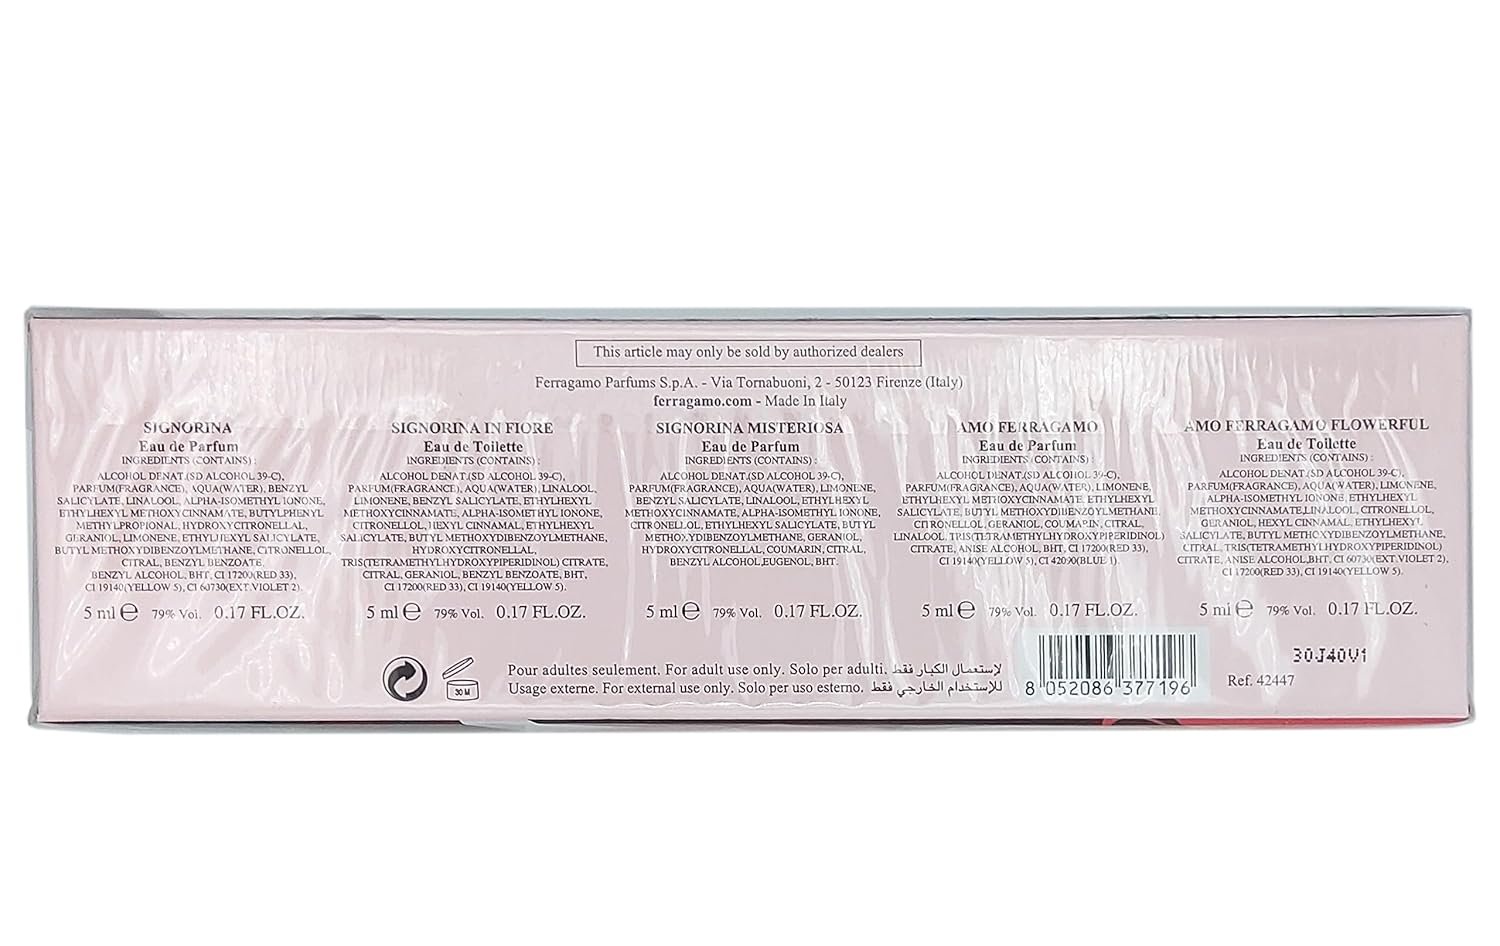 This article may only be sold by authorized dealers
Ferragamo Parfums S.p.A. - Via Tornabuoni, 2 - 50123 Firenze (Italy)
ferragamo.com - Made In Italy
SIGNORINA
Eau de Parfum
INGREDIENTS (CONTAINS) :
ALCOHOL DENAT.(SD ALCOHOL 39-C),
PARFUM(FRAGRANCE), AQUA(WATER), BENZYL
SALICYLATE, LINALOOL, ALPHA-ISOMETHYL IONONE,
ETHYLHEXYL METHOXYCINNAMATE, BUTYLPHENYL
METHYLPROPIONAL, HYDROXYCITRONELLAL,
GERANIOL, LIMONENE, ETHYLHEXYL SALICYLATE,
BUTYL METHOXYDIBENZOYLMETHANE, CITRONELLOL,
CITRAL, BENZYL BENZOATE,
BENZYL ALCOHOL, BHT, CI 17200(RED 33),
CI 19140(YELLOW 5), CI 60730(EXT.VIOLET 2).
5 ml ℮ 79% Vol. 0.17 FL.OZ.
SIGNORINA IN FIORE
Eau de Toilette
INGREDIENTS (CONTAINS) :
ALCOHOL DENAT.(SD ALCOHOL 39-C),
PARFUM(FRAGRANCE), AQUA(WATER), LINALOOL,
LIMONENE, BENZYL SALICYLATE, ETHYLHEXYL
METHOXYCINNAMATE, ALPHA-ISOMETHYL IONONE,
CITRONELLOL, HEXYL CINNAMAL, ETHYLHEXYL
SALICYLATE, BUTYL METHOXYDIBENZOYLMETHANE,
HYDROXYCITRONELLAL,
TRIS(TETRAMETHYLHYDROXYPIPERIDINOL) CITRATE,
CITRAL, GERANIOL, BENZYL BENZOATE, BHT,
CI 17200(RED 33), CI 19140(YELLOW 5).
5 ml ℮ 79% Vol. 0.17 FL.OZ.
SIGNORINA MISTERIOSA
Eau de Parfum
INGREDIENTS (CONTAINS) :
ALCOHOL DENAT.(SD ALCOHOL 39-C),
PARFUM(FRAGRANCE), AQUA(WATER), LIMONENE,
BENZYL SALICYLATE, LINALOOL, ETHYLHEXYL
METHOXYCINNAMATE, ALPHA-ISOMETHYL IONONE,
CITRONELLOL, ETHYLHEXYL SALICYLATE, BUTYL
METHOXYDIBENZOYLMETHANE, GERANIOL,
HYDROXYCITRONELLAL, COUMARIN, CITRAL,
BENZYL ALCOHOL,EUGENOL, BHT.
5 ml ℮ 79% Vol. 0.17 FL.OZ.
AMO FERRAGAMO
Eau de Parfum
INGREDIENTS (CONTAINS) :
ALCOHOL DENAT.(SD ALCOHOL 39-C),
PARFUM(FRAGRANCE), AQUA(WATER), LIMONENE,
ETHYLHEXYL METHOXYCINNAMATE, ETHYLHEXYL
SALICYLATE, BUTYL METHOXYDIBENZOYLMETHANE,
CITRONELLOL, GERANIOL, COUMARIN, CITRAL,
LINALOOL, TRIS(TETRAMETHYLHYDROXYPIPERIDINOL)
CITRATE, ANISE ALCOHOL, BHT, CI 17200(RED 33),
CI 19140(YELLOW 5), CI 42090(BLUE 1).
5 ml ℮ 79% Vol. 0.17 FL.OZ.
AMO FERRAGAMO FLOWERFUL
Eau de Toilette
INGREDIENTS (CONTAINS) :
ALCOHOL DENAT.(SD ALCOHOL 39-C),
PARFUM(FRAGRANCE), AQUA(WATER), LIMONENE,
ALPHA-ISOMETHYL IONONE, ETHYLHEXYL
METHOXYCINNAMATE,LINALOOL, CITRONELLOL,
GERANIOL, HEXYL CINNAMAL, ETHYLHEXYL
SALICYLATE, BUTYL METHOXYDIBENZOYLMETHANE,
CITRAL, TRIS(TETRAMETHYLHYDROXYPIPERIDINOL)
CITRATE, ANISE ALCOHOL,BHT, CI 60730(EXT.VIOLET 2),
CI 17200(RED 33), CI 19140(YELLOW 5).
5 ml ℮ 79% Vol. 0.17 FL.OZ.
30 M
Pour adultes seulement. For adult use only. Solo per adulti. لإستعمال الكبار فقط
Usage externe. For external use only. Solo per uso esterno. للإستخدام الخارجي فقط
8 052086 377196
30J40V1
Ref. 42447